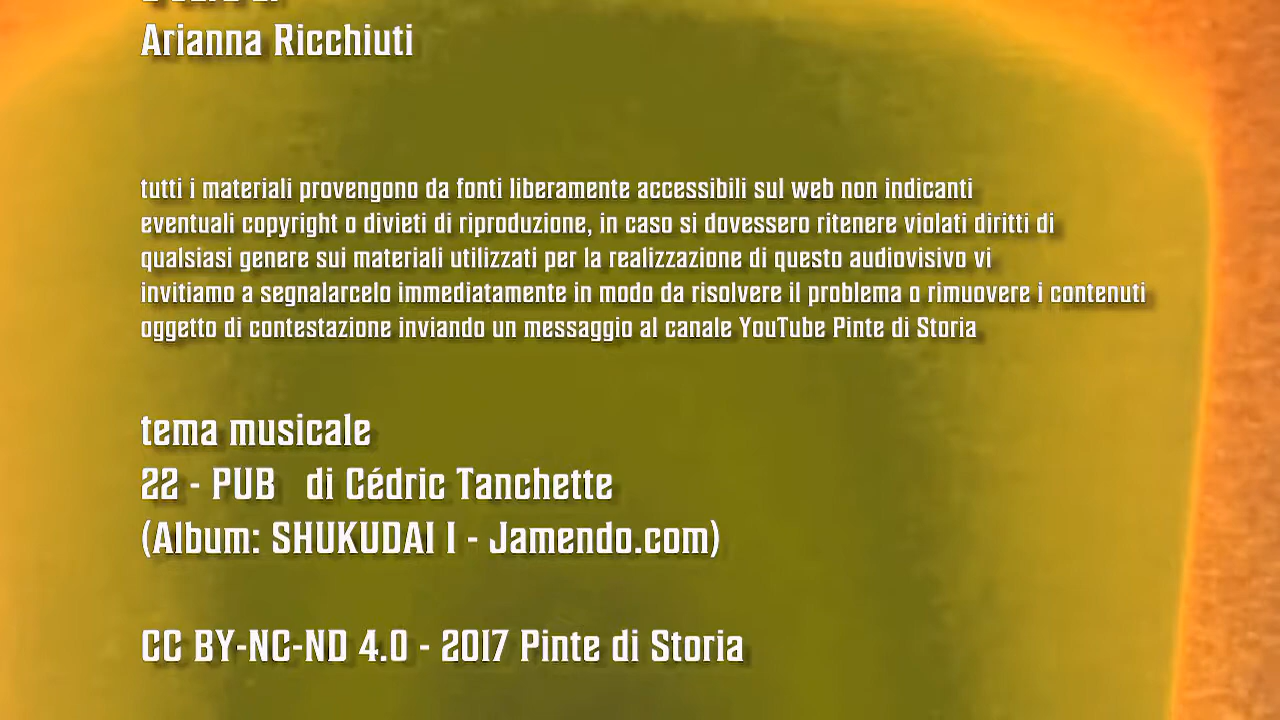 Arianna Ricchiuti
tutti i materiali provengono da fonti liberamente accessibili sul web non indicanti
eventuali copyright o divieti di riproduzione, in caso si dovessero ritenere violati diritti di
qualsiasi genere sui materiali utilizzati per la realizzazione di questo audiovisivo vi
invitiamo a segnalarcelo immediatamente in modo da risolvere il problema o rimuovere i contenuti
oggetto di contestazione inviando un messaggio al canale YouTube Pinte di Storia
tema musicale
22 - PUB di Cédric Tanchette
(Album: SHUKUDAI I - Jamendo.com)
CC BY-NC-ND 4.0 - 2017 Pinte di Storia